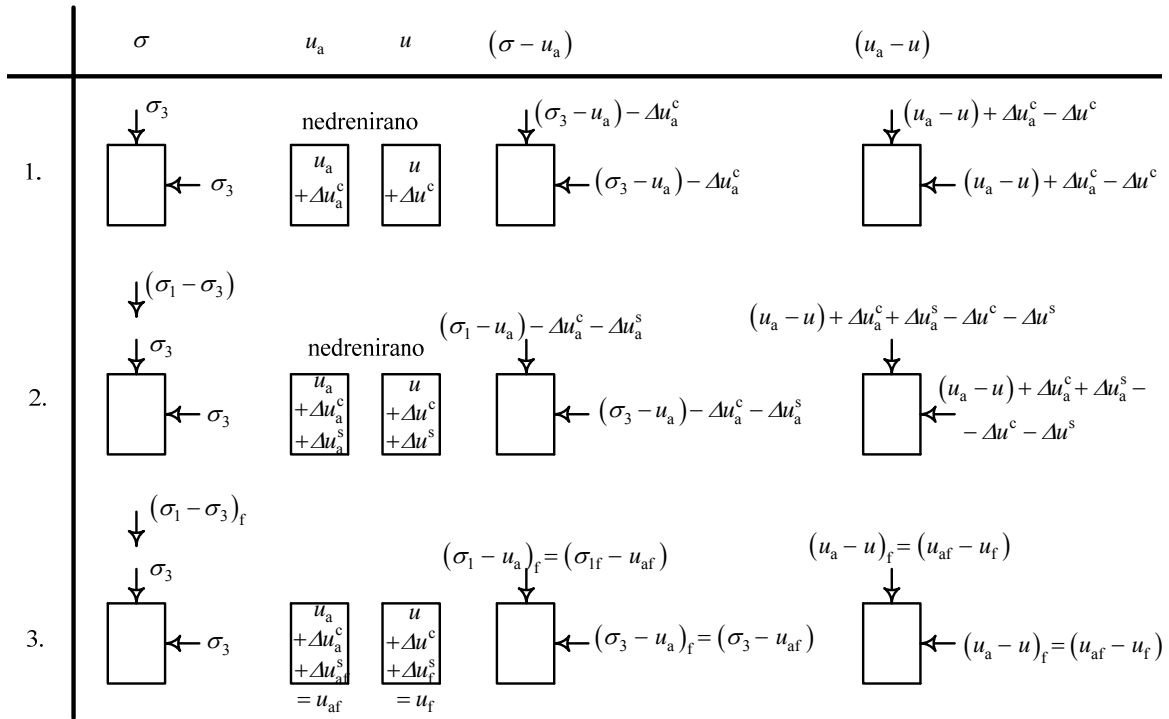 σ u_a u (σ − u_a) (u_a − u)
1.
σ_3
σ_3
nedrenirano
u_a
+Δu_a^c
u
+Δu^c
(σ_3 − u_a) − Δu_a^c
(σ_3 − u_a) − Δu_a^c
(u_a − u) + Δu_a^c − Δu^c
(u_a − u) + Δu_a^c − Δu^c
2.
(σ_1 − σ_3)
σ_3
σ_3
nedrenirano
u_a
+Δu_a^c
+Δu_a^s
u
+Δu^c
+Δu^s
(σ_1 − u_a) − Δu_a^c − Δu_a^s
(σ_3 − u_a) − Δu_a^c − Δu_a^s
(u_a − u) + Δu_a^c + Δu_a^s − Δu^c − Δu^s
(u_a − u) + Δu_a^c + Δu_a^s −
− Δu^c − Δu^s
3.
(σ_1 − σ_3)_f
σ_3
σ_3
u_a
+Δu_a^c
+Δu_af^s
= u_af
u
+Δu^c
+Δu_f^s
= u_f
(σ_1 − u_a)_f = (σ_1f − u_af)
(σ_3 − u_a)_f = (σ_3 − u_af)
(u_a − u)_f = (u_af − u_f)
(u_a − u)_f = (u_af − u_f)